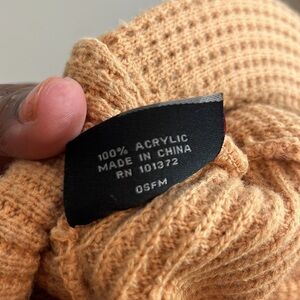 100% ACRYLIC
MADE IN CHINA
RN 101372
OSFM